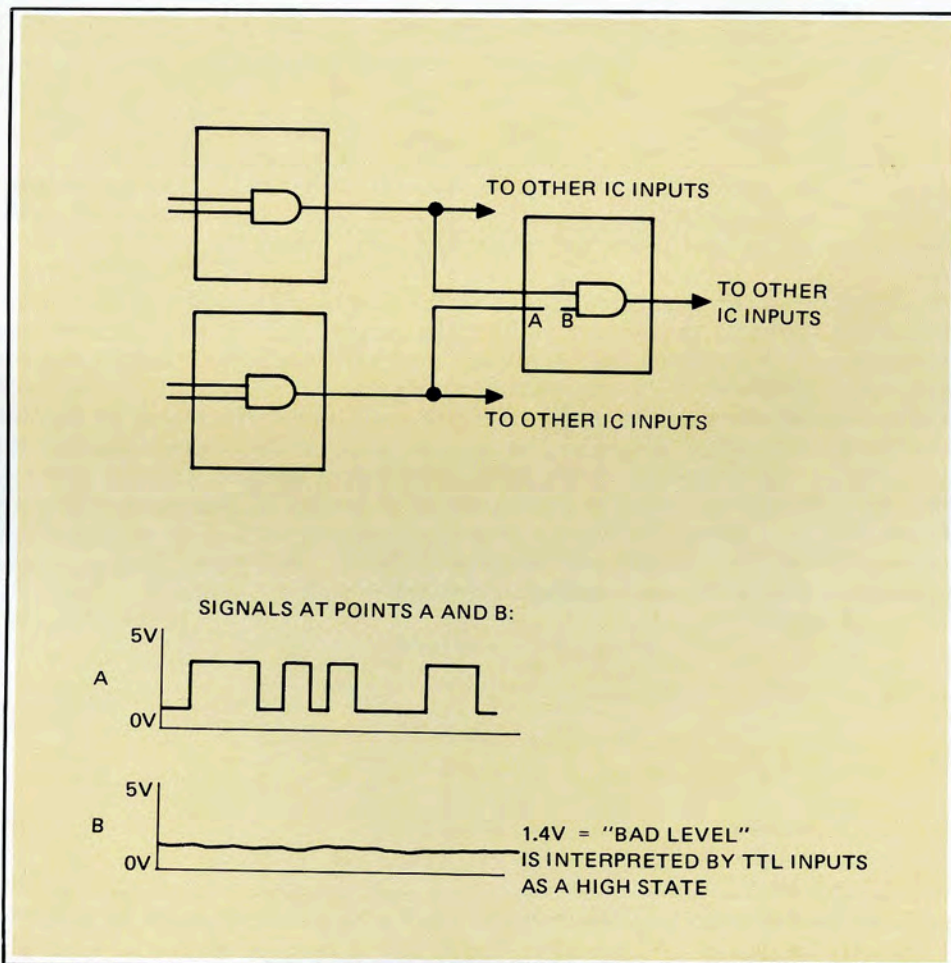 TO OTHER IC INPUTS
TO OTHER
IC INPUTS
A B
TO OTHER IC INPUTS
SIGNALS AT POINTS A AND B:
5V
A
0V
5V
B
0V
1.4V = "BAD LEVEL"
IS INTERPRETED BY TTL INPUTS
AS A HIGH STATE